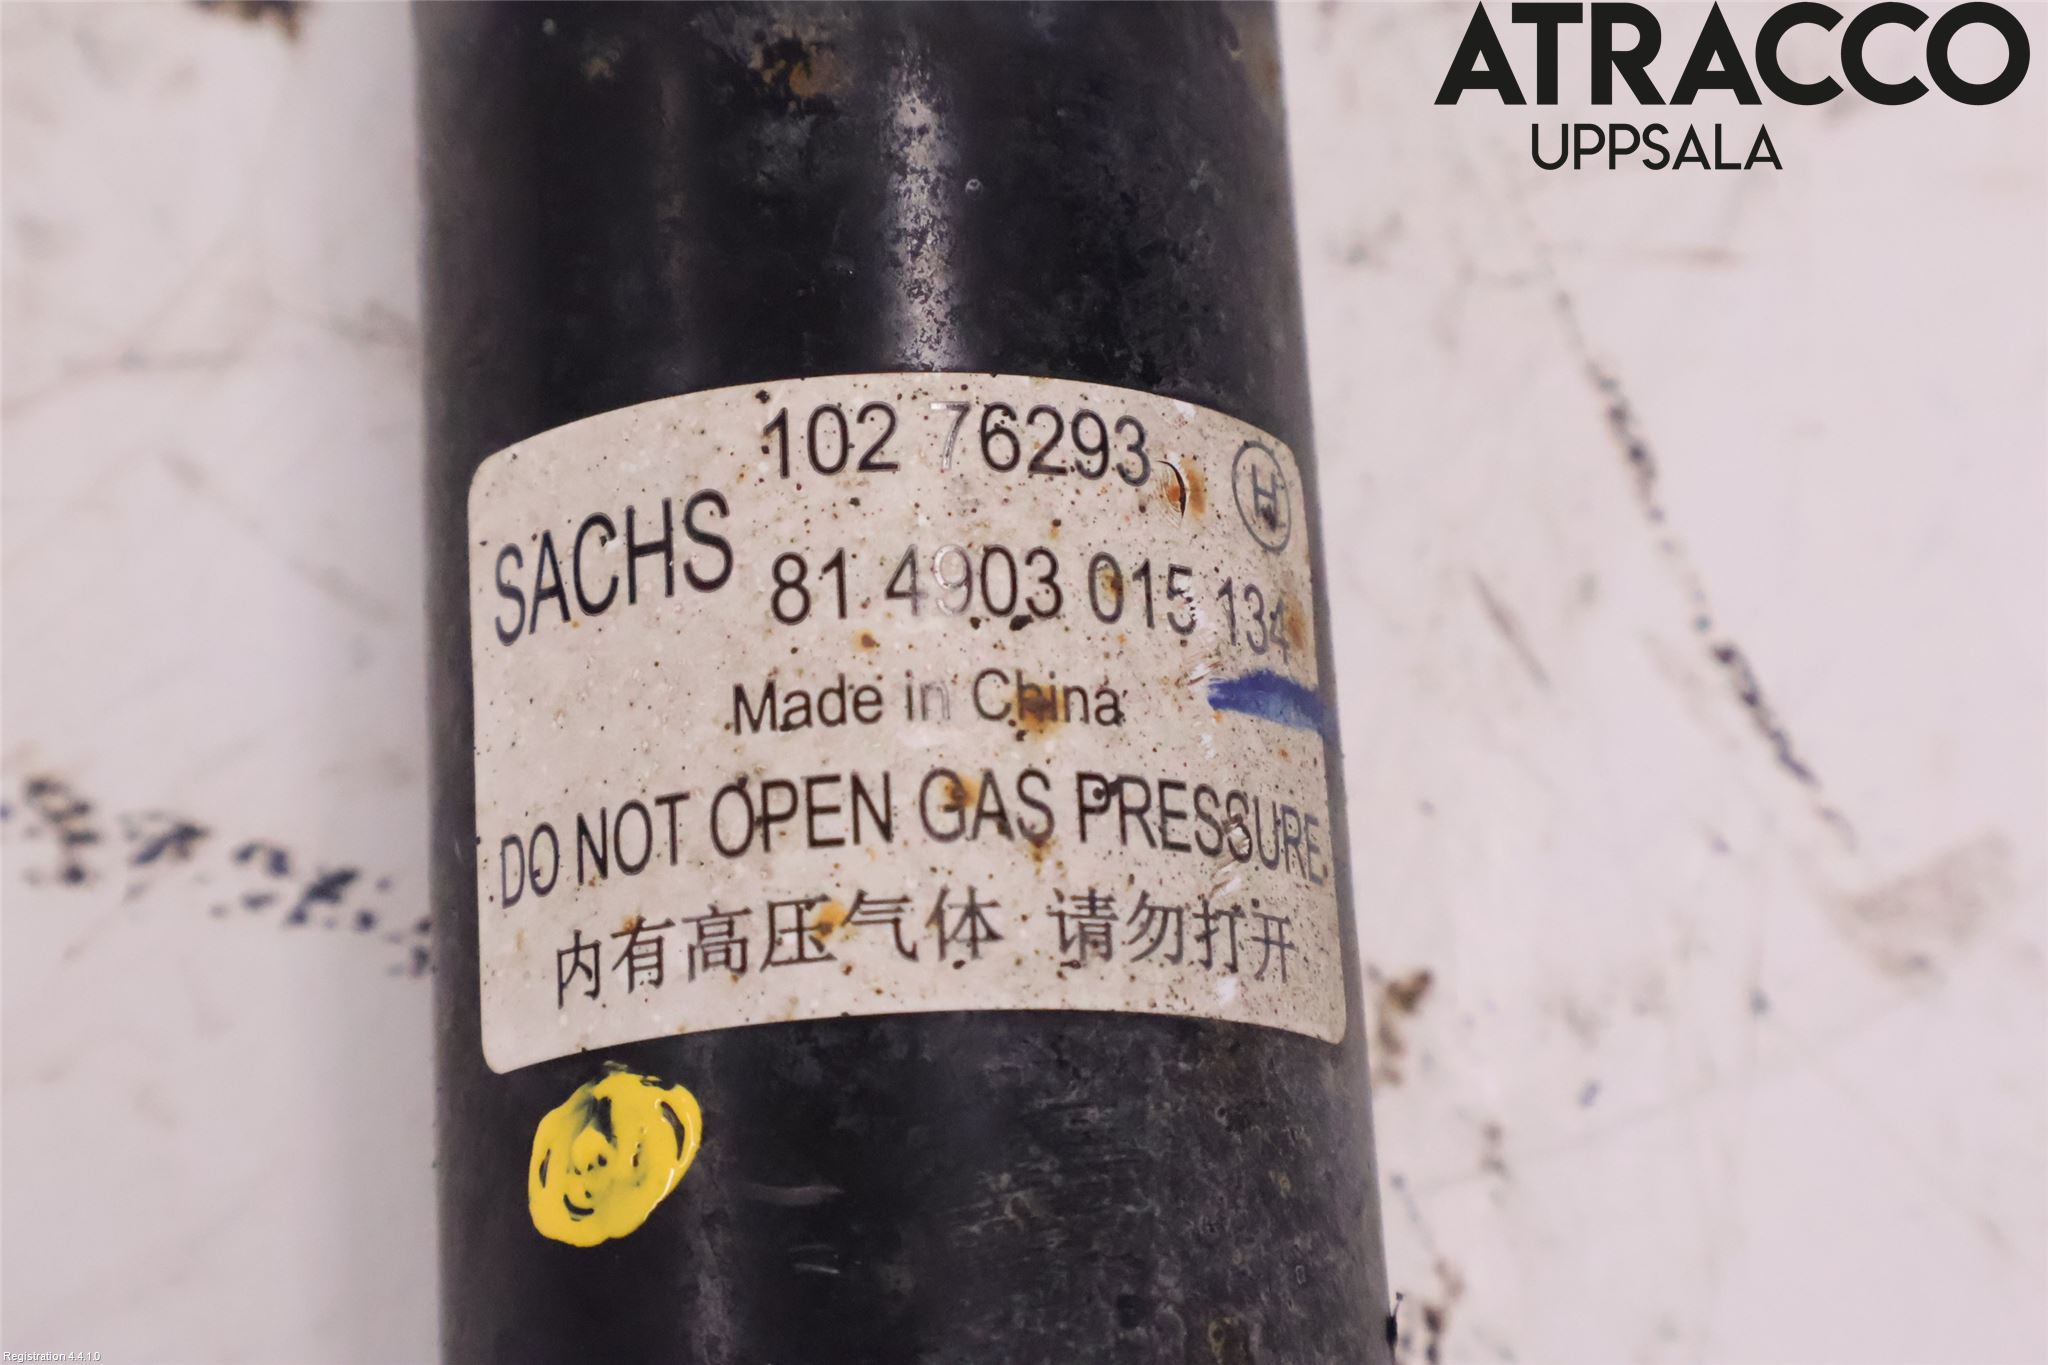 ATRACCO
UPPSALA
102 76293
H
SACHS
81 4903 015 134
Made in China
DO NOT OPEN GAS PRESSURE
内有高压气体 请勿打开
Registration 4.4.1.0